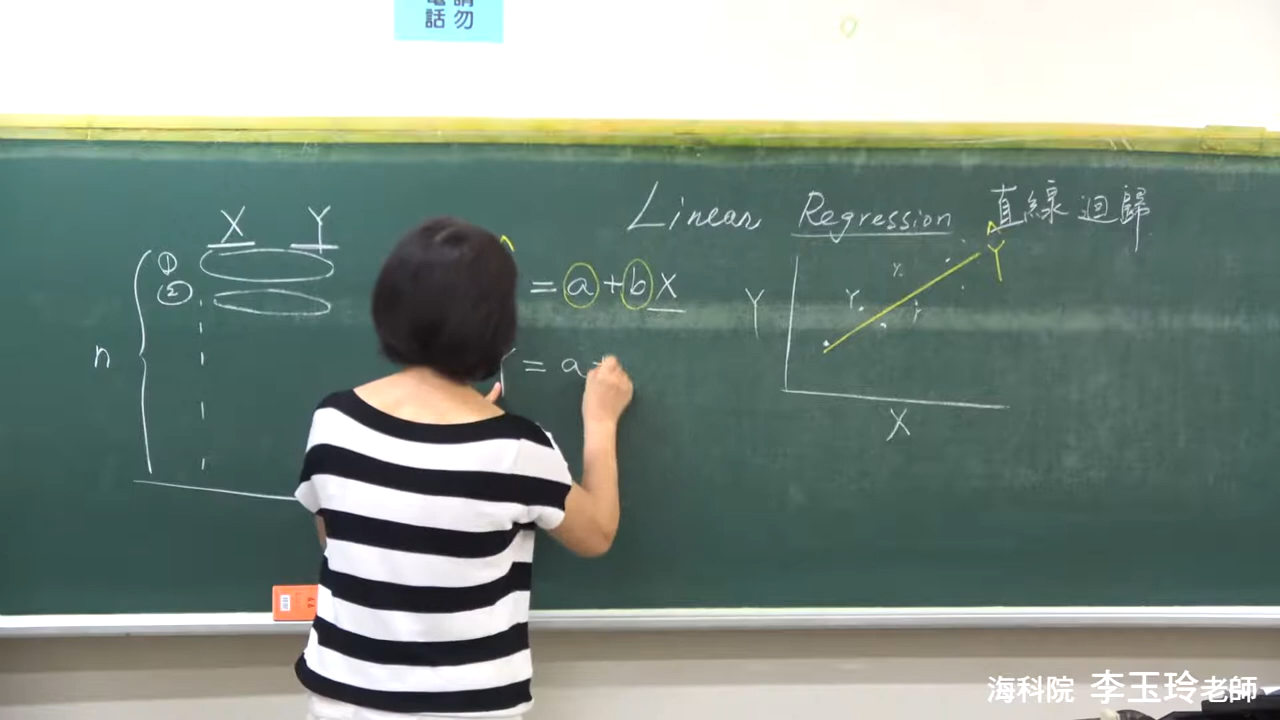 話勿
Linear Regression 直線迴歸
X Y
①
②
n
= a + b X
Y = a +
Ŷ
Y
X
海科院 李玉玲老師